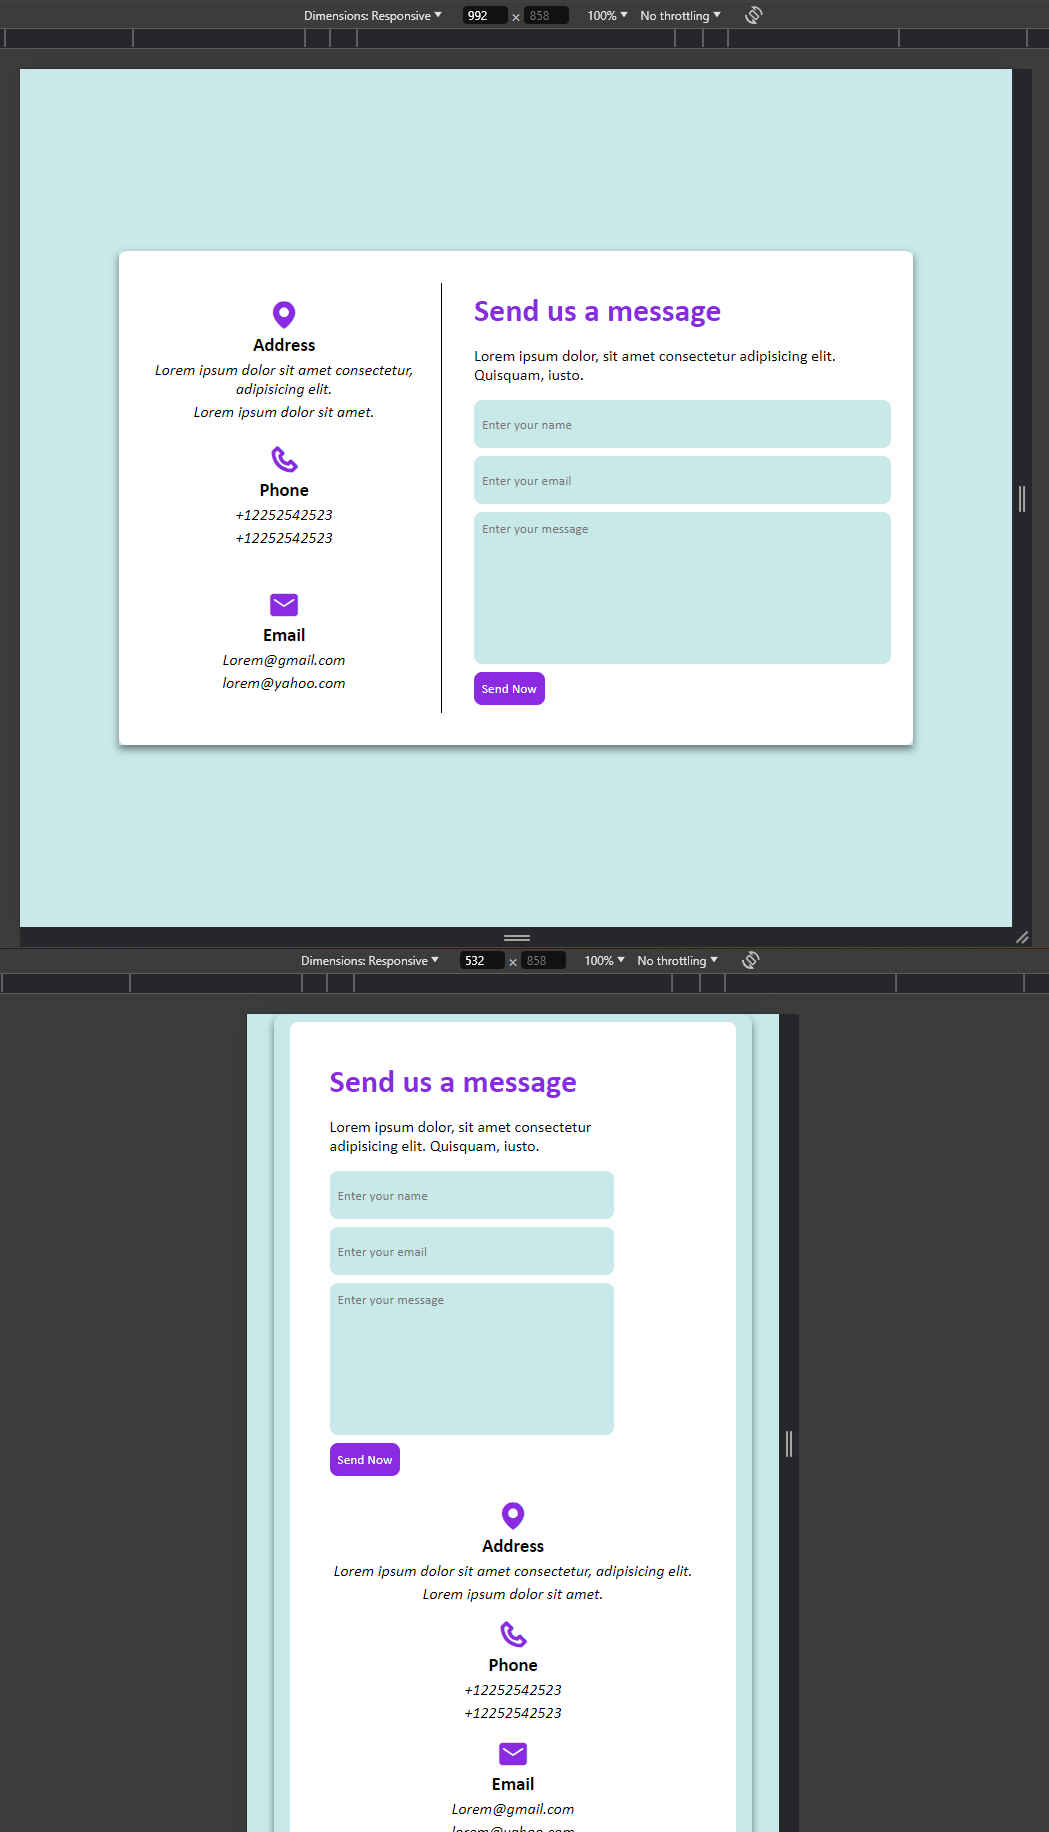 Dimensions: Responsive 992 × 858 100% No throttling
Address
Lorem ipsum dolor sit amet consectetur,
adipisicing elit.
Lorem ipsum dolor sit amet.
Phone
+12252542523
+12252542523
Email
Lorem@gmail.com
lorem@yahoo.com
Send us a message
Lorem ipsum dolor, sit amet consectetur adipisicing elit.
Quisquam, iusto.
Enter your name
Enter your email
Enter your message
Send Now
Dimensions: Responsive 532 × 858 100% No throttling
Send us a message
Lorem ipsum dolor, sit amet consectetur
adipisicing elit. Quisquam, iusto.
Enter your name
Enter your email
Enter your message
Send Now
Address
Lorem ipsum dolor sit amet consectetur, adipisicing elit.
Lorem ipsum dolor sit amet.
Phone
+12252542523
+12252542523
Email
Lorem@gmail.com
lorem@yahoo.com